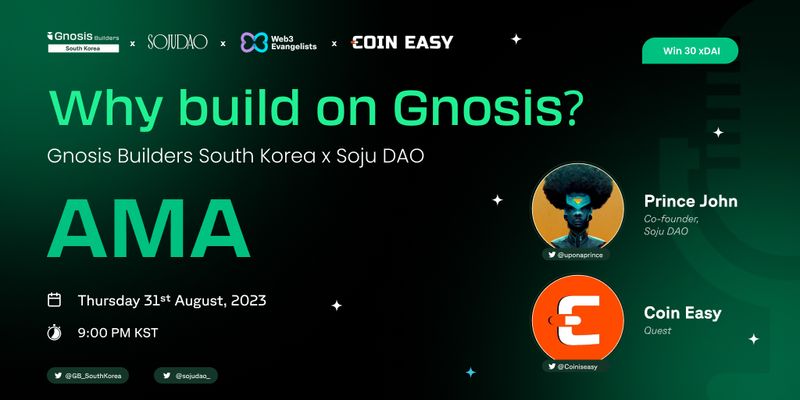 Gnosis Builders
South Korea
x
SOJUDAO
x
Web3
Evangelists
x
COIN EASY
Win 30 xDAI
Why build on Gnosis?
Gnosis Builders South Korea x Soju DAO
AMA
Prince John
Co-founder,
Soju DAO
@uponaprince
Thursday 31st August, 2023
9:00 PM KST
Coin Easy
Quest
@Coiniseasy
@GB_SouthKorea
@sojudao_